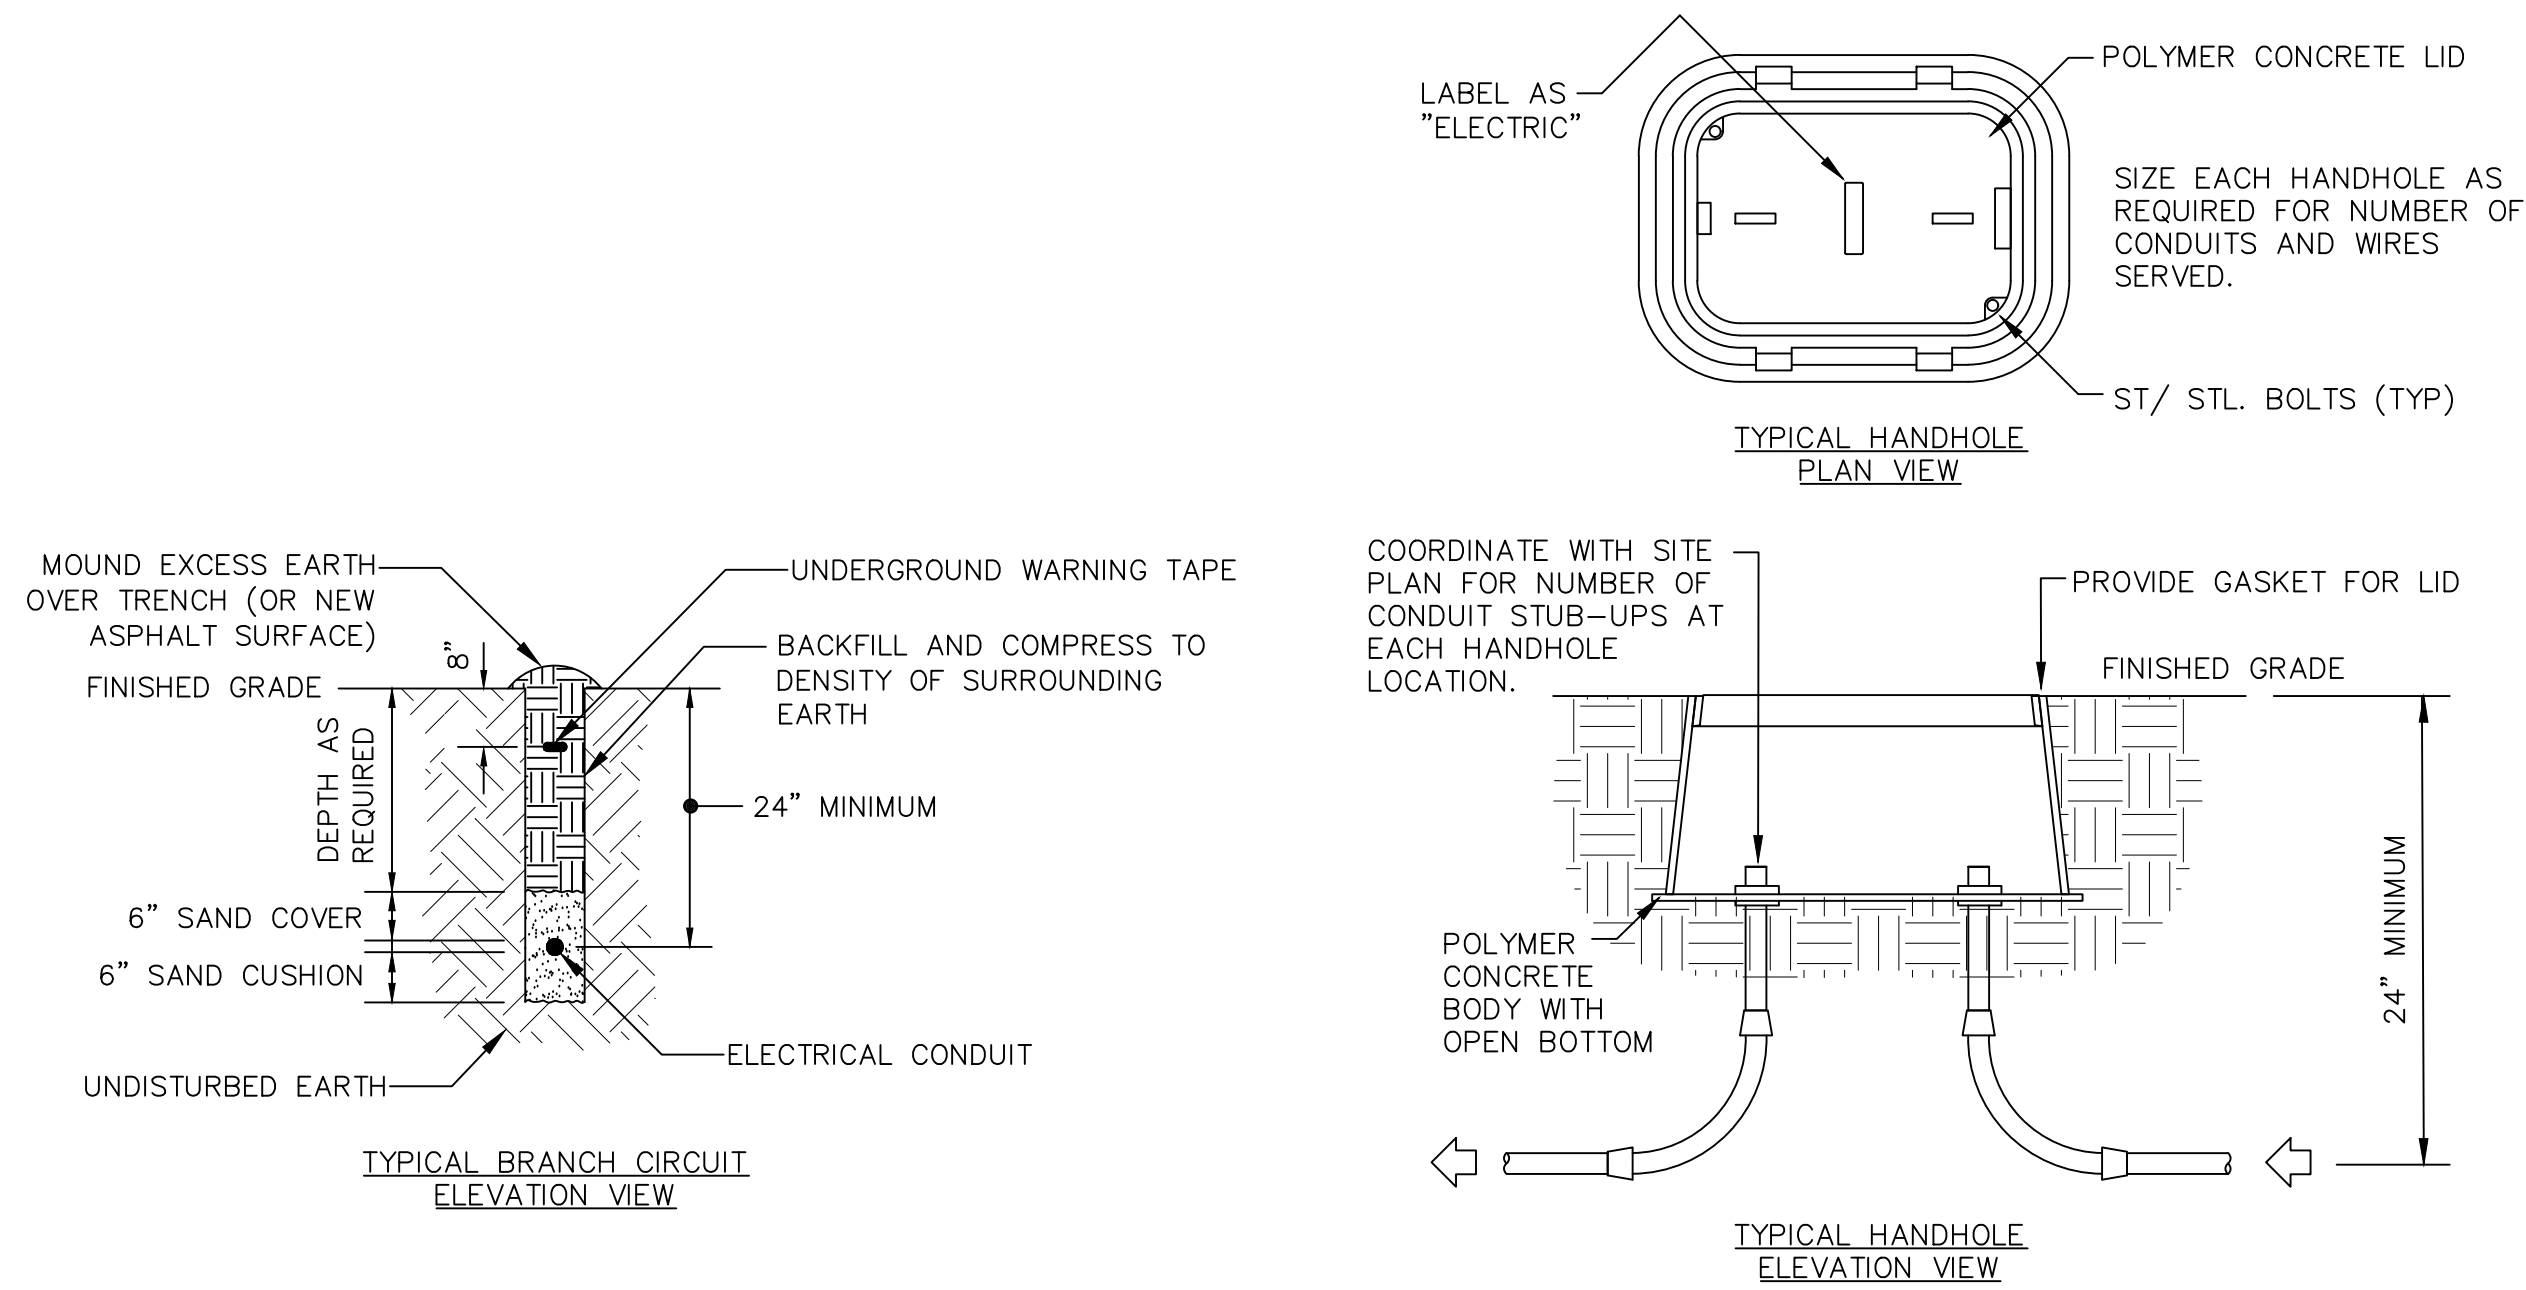 LABEL AS
"ELECTRIC"
POLYMER CONCRETE LID
SIZE EACH HANDHOLE AS
REQUIRED FOR NUMBER OF
CONDUITS AND WIRES
SERVED.
ST/ STL. BOLTS (TYP)
TYPICAL HANDHOLE
PLAN VIEW
MOUND EXCESS EARTH
OVER TRENCH (OR NEW
ASPHALT SURFACE)
8"
FINISHED GRADE
UNDERGROUND WARNING TAPE
BACKFILL AND COMPRESS TO
DENSITY OF SURROUNDING
EARTH
DEPTH AS
REQUIRED
24" MINIMUM
6" SAND COVER
6" SAND CUSHION
ELECTRICAL CONDUIT
UNDISTURBED EARTH
TYPICAL BRANCH CIRCUIT
ELEVATION VIEW
COORDINATE WITH SITE
PLAN FOR NUMBER OF
CONDUIT STUB-UPS AT
EACH HANDHOLE
LOCATION.
PROVIDE GASKET FOR LID
FINISHED GRADE
POLYMER
CONCRETE
BODY WITH
OPEN BOTTOM
24" MINIMUM
TYPICAL HANDHOLE
ELEVATION VIEW